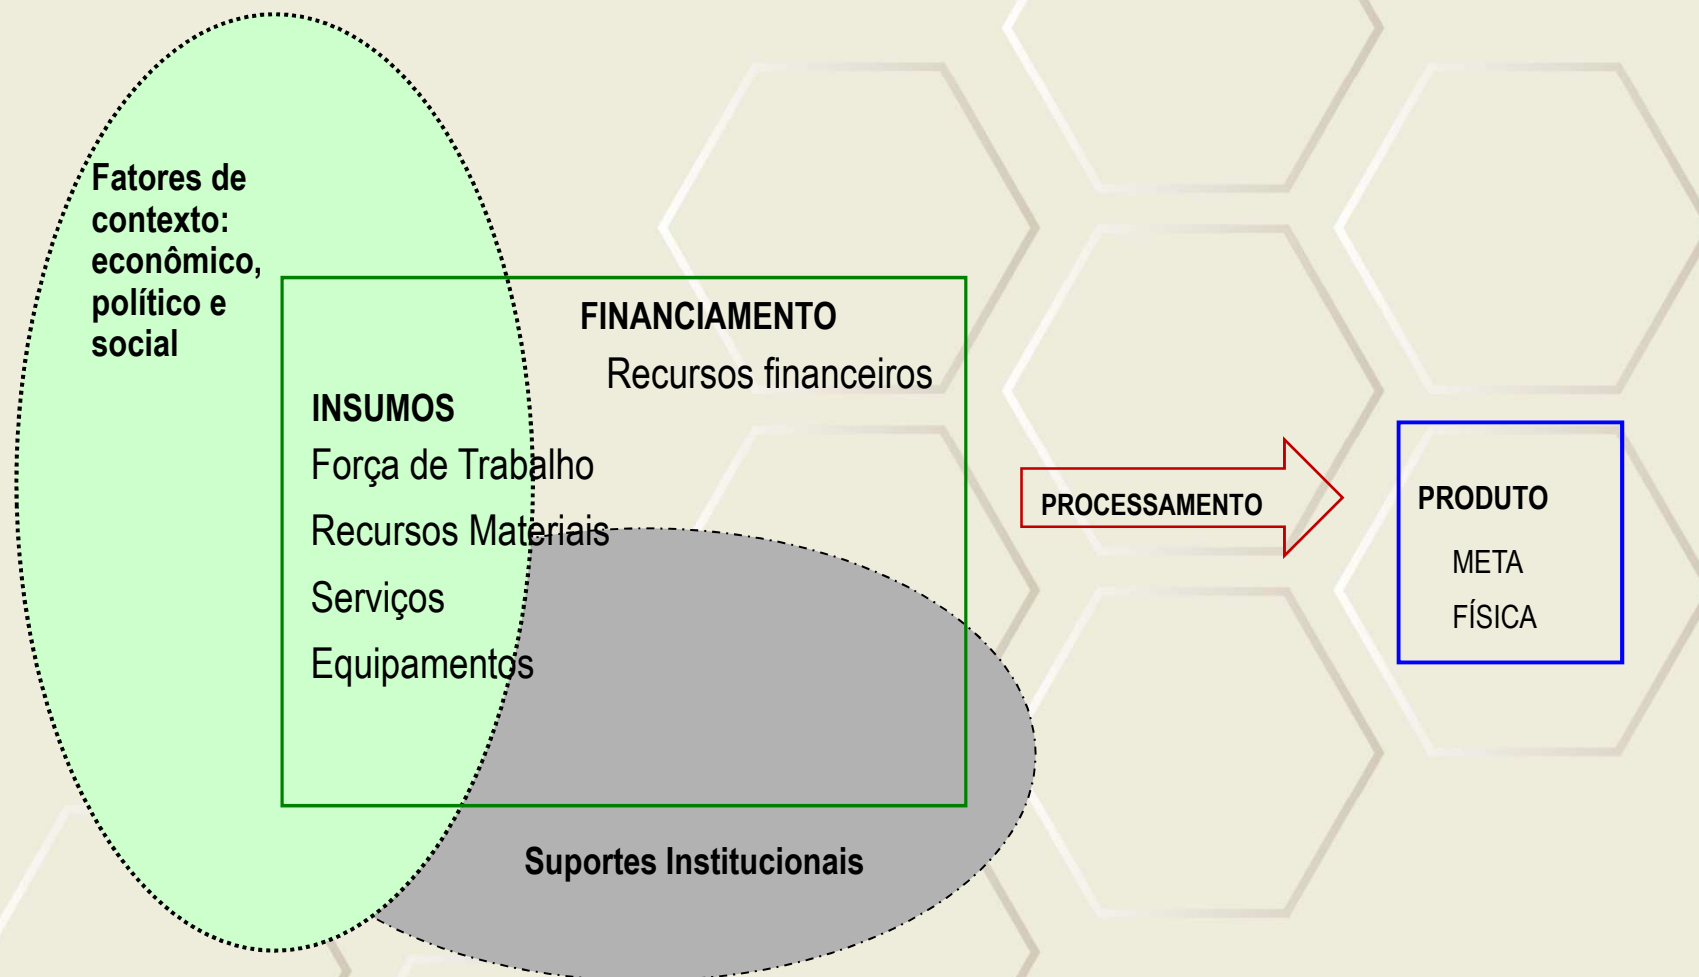 Fatores de
contexto:
econômico,
político e
social
FINANCIAMENTO
Recursos financeiros
INSUMOS
Força de Trabalho
Recursos Materiais
Serviços
Equipamentos
Suportes Institucionais
PROCESSAMENTO
PRODUTO
META
FÍSICA